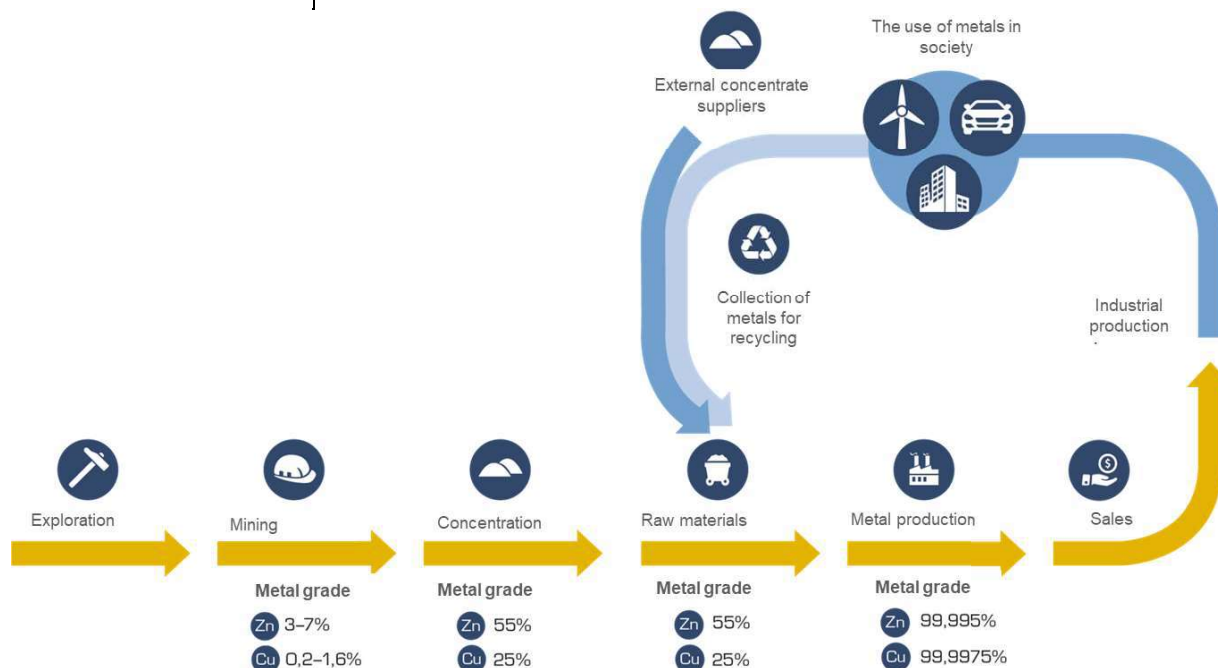 The use of metals in
society
External concentrate
suppliers
Collection of
metals for
recycling
Industrial
production
Exploration
Mining
Concentration
Raw materials
Metal production
Sales
Metal grade
Zn 3–7%
Cu 0,2–1,6%
Metal grade
Zn 55%
Cu 25%
Metal grade
Zn 55%
Cu 25%
Metal grade
Zn 99,995%
Cu 99,9975%